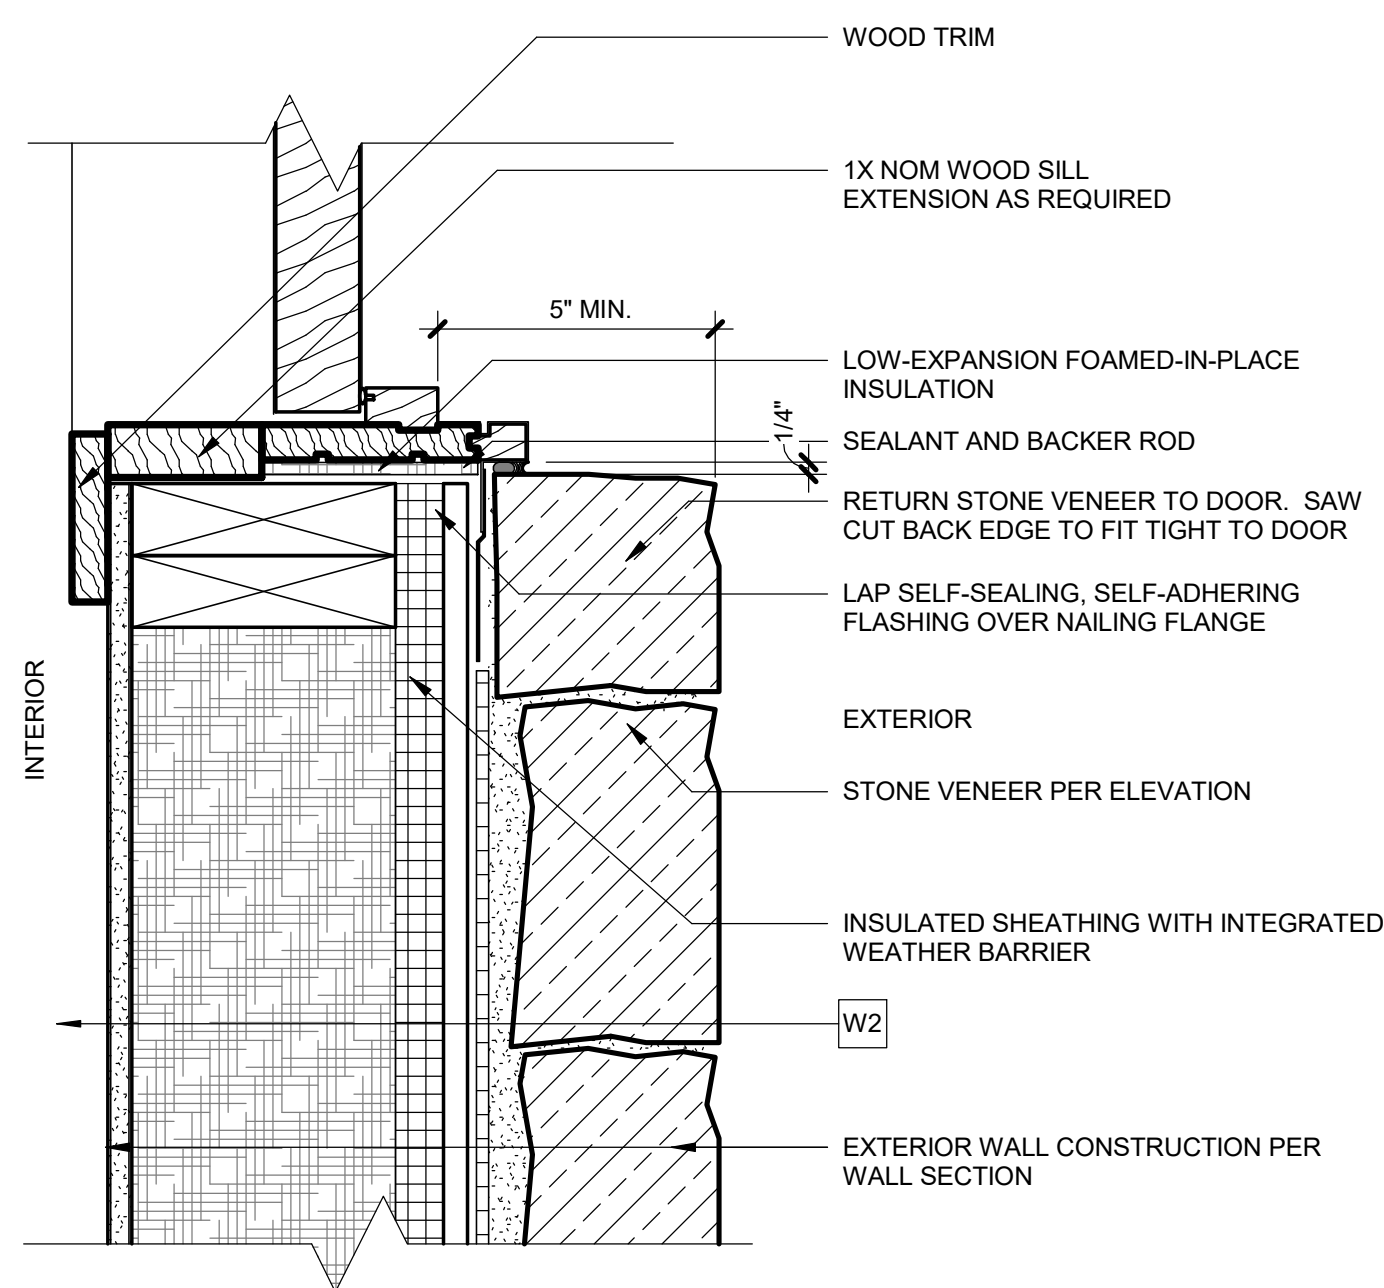 WOOD TRIM
1X NOM WOOD SILL
EXTENSION AS REQUIRED
5" MIN.
LOW-EXPANSION FOAMED-IN-PLACE
INSULATION
1/4"
SEALANT AND BACKER ROD
RETURN STONE VENEER TO DOOR. SAW
CUT BACK EDGE TO FIT TIGHT TO DOOR
LAP SELF-SEALING, SELF-ADHERING
FLASHING OVER NAILING FLANGE
INTERIOR
EXTERIOR
STONE VENEER PER ELEVATION
INSULATED SHEATHING WITH INTEGRATED
WEATHER BARRIER
W2
EXTERIOR WALL CONSTRUCTION PER
WALL SECTION